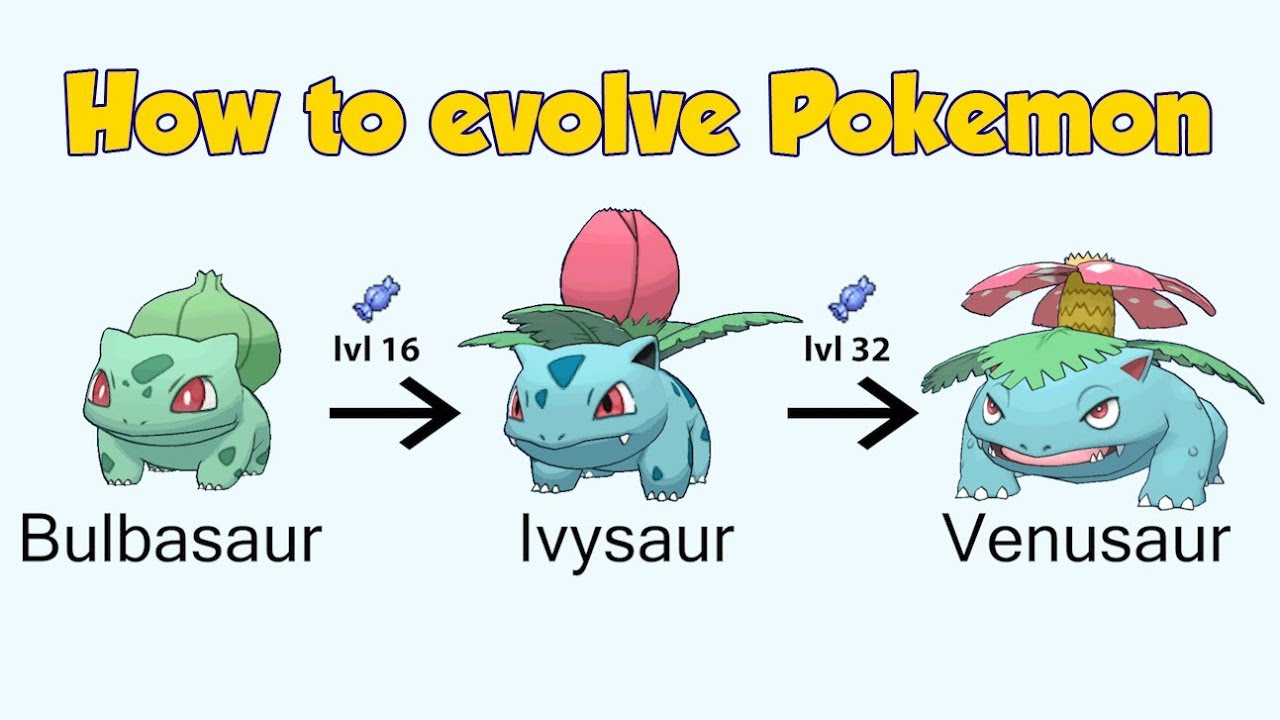 How to evolve Pokemon
lvl 16
lvl 32
Bulbasaur
Ivysaur
Venusaur